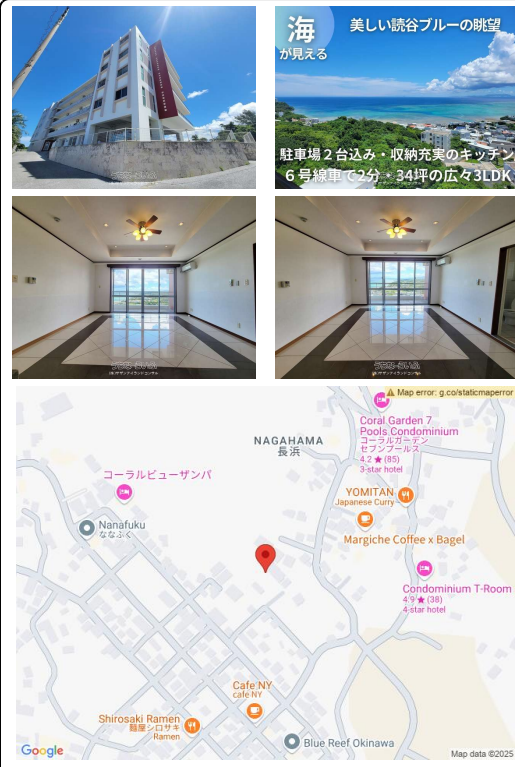 海
が見える
美しい読谷ブルーの眺望
駐車場２台込み・収納充実のキッチン
６号線車で2分・34坪の広々3LDK
Map error: g.co/staticmaperror
Coral Garden 7
Pools Condominium
コーラルガーデン
セブンプールス
4.2 ★ (85)
3-star hotel
NAGAHAMA
長浜
コーラルビューザンパ
YOMITAN
Japanese Curry
Nanafuku
ななふく
Margiche Coffee x Bagel
Condominium T-Room
4.9 ★ (38)
4-star hotel
Cafe NY
cafe NY
Shirosaki Ramen
麺屋シロサキ
Ramen
Blue Reef Okinawa
Google
Map data ©2025